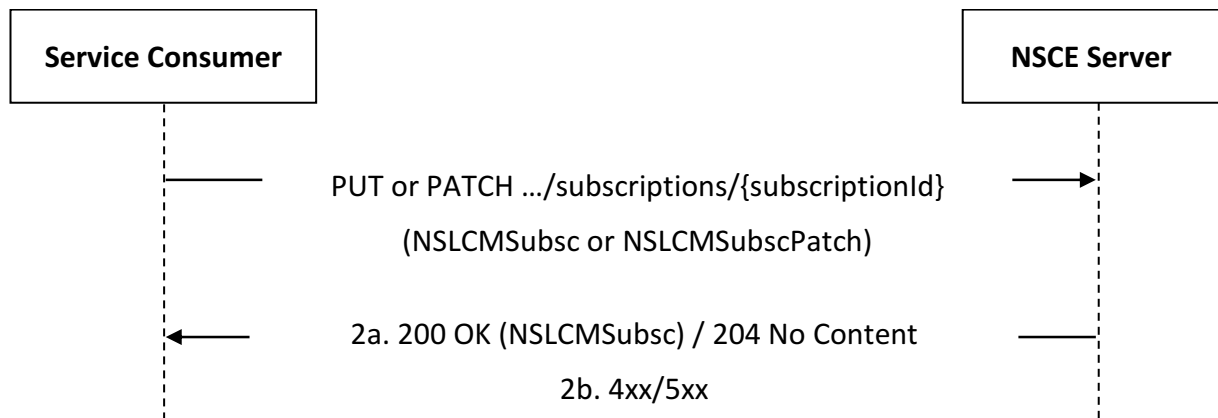 Service Consumer
NSCE Server
PUT or PATCH …/subscriptions/{subscriptionId}
(NSLCMSubsc or NSLCMSubscPatch)
2a. 200 OK (NSLCMSubsc) / 204 No Content
2b. 4xx/5xx